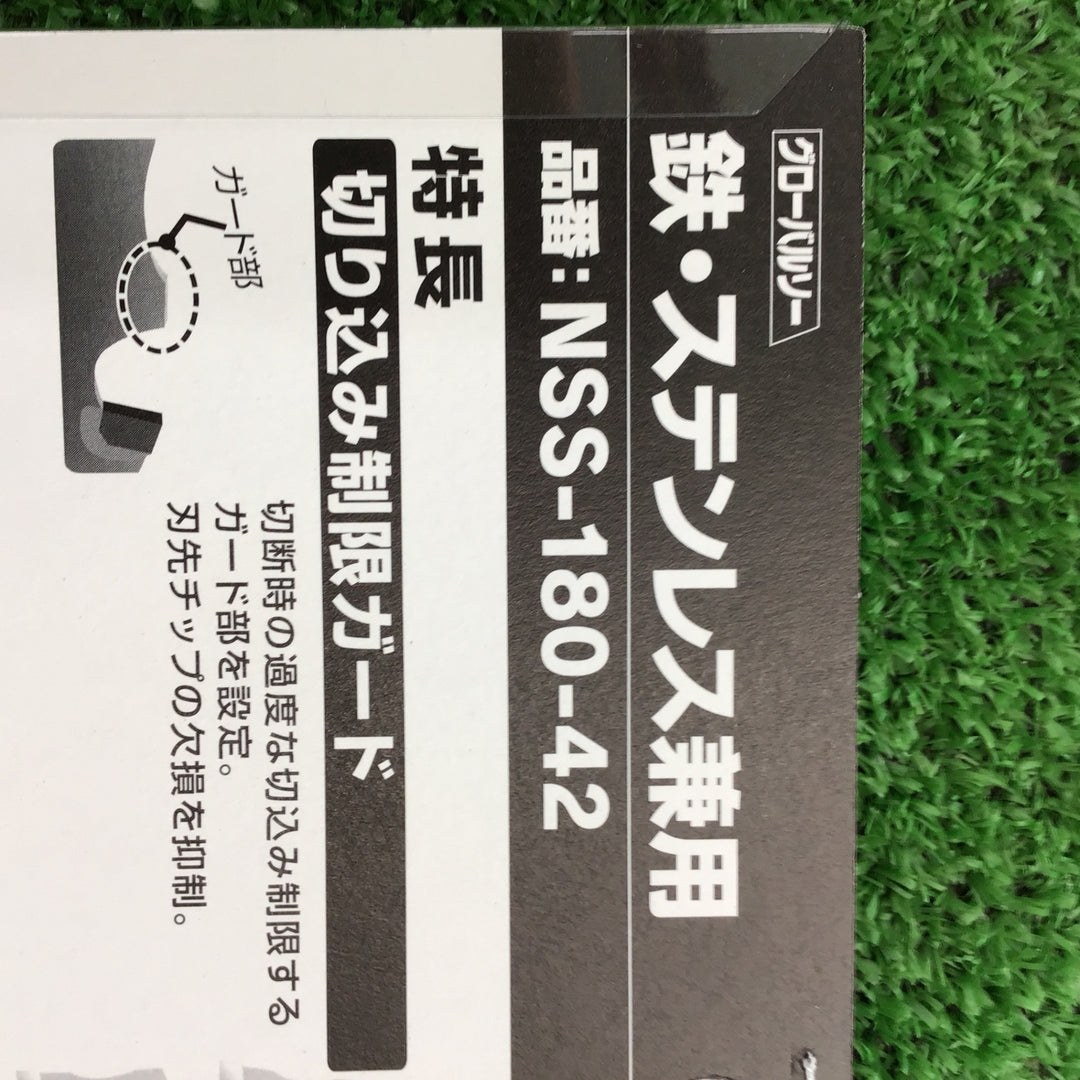 グローバルソー
鉄・ステンレス兼用
品番：NSS-180-42
特長
切り込み制限ガード
ガード部
切断時の過度な切込み制限する
ガード部を設定。
刃先チップの欠損を抑制。